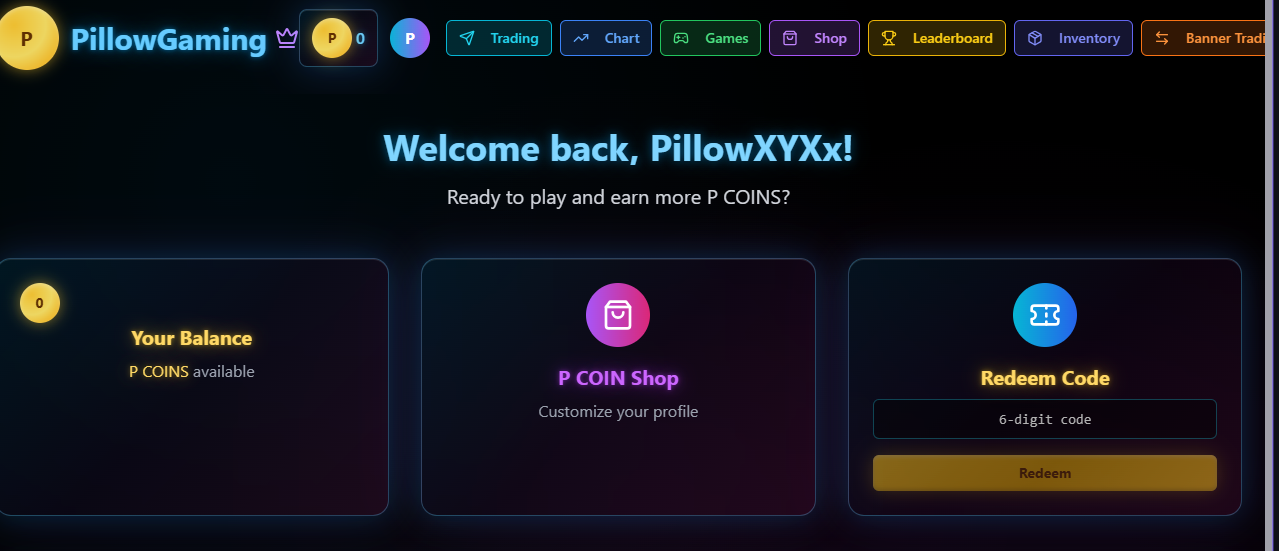 P PillowGaming P 0 P Trading Chart Games Shop Leaderboard Inventory Banner Tradi
Welcome back, PillowXYXx!
Ready to play and earn more P COINS?
0
Your Balance
P COINS available
P COIN Shop
Customize your profile
Redeem Code
6-digit code
Redeem